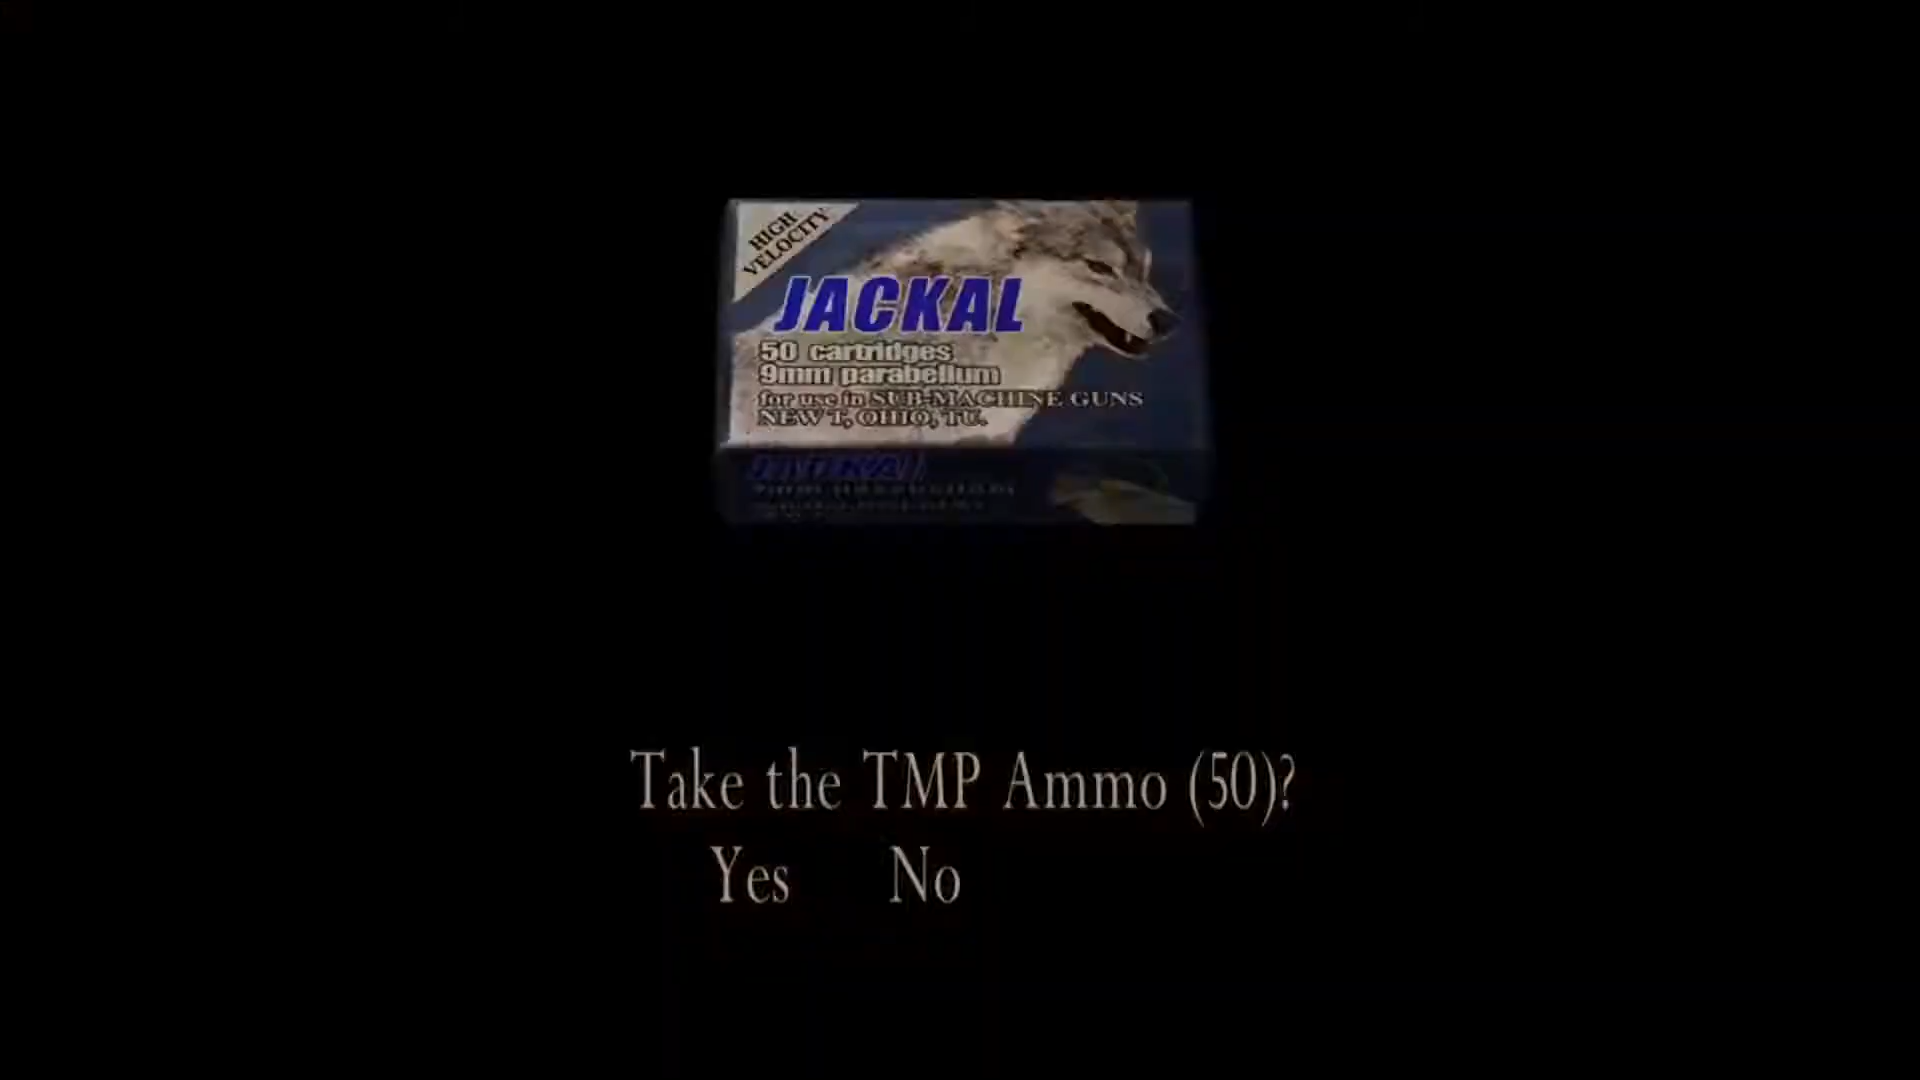 HIGH
VELOCITY
JACKAL
50 cartridges
9mm parabellum
for use in SUB-MACHINE GUNS
NEW T, OHIO, TU.
JACKAL
Take the TMP Ammo (50)?
Yes No